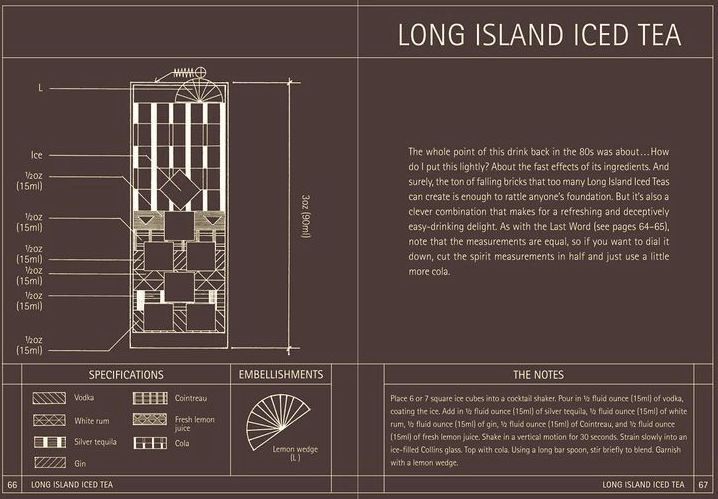 LONG ISLAND ICED TEA
L
Ice
½oz
(15ml)
½oz
(15ml)
½oz
(15ml)
½oz
(15ml)
½oz
(15ml)
½oz
(15ml)
3oz (90ml)
The whole point of this drink back in the 80s was about…How
do I put this lightly? About the fast effects of its ingredients. And
surely, the ton of falling bricks that too many Long Island Iced Teas
can create is enough to rattle anyone's foundation. But it's also a
clever combination that makes for a refreshing and deceptively
easy-drinking delight. As with the Last Word (see pages 64–65),
note that the measurements are equal, so if you want to dial it
down, cut the spirit measurements in half and just use a little
more cola.
SPECIFICATIONS
Vodka
White rum
Silver tequila
Gin
Cointreau
Fresh lemon
juice
Cola
EMBELLISHMENTS
Lemon wedge
(L)
THE NOTES
Place 6 or 7 square ice cubes into a cocktail shaker. Pour in ½ fluid ounce (15ml) of vodka,
coating the ice. Add in ½ fluid ounce (15ml) of silver tequila, ½ fluid ounce (15ml) of white
rum, ½ fluid ounce (15ml) of gin, ½ fluid ounce (15ml) of Cointreau, and ½ fluid ounce
(15ml) of fresh lemon juice. Shake in a vertical motion for 30 seconds. Strain slowly into an
ice-filled Collins glass. Top with cola. Using a long bar spoon, stir briefly to blend. Garnish
with a lemon wedge.
66 LONG ISLAND ICED TEA
LONG ISLAND ICED TEA 67